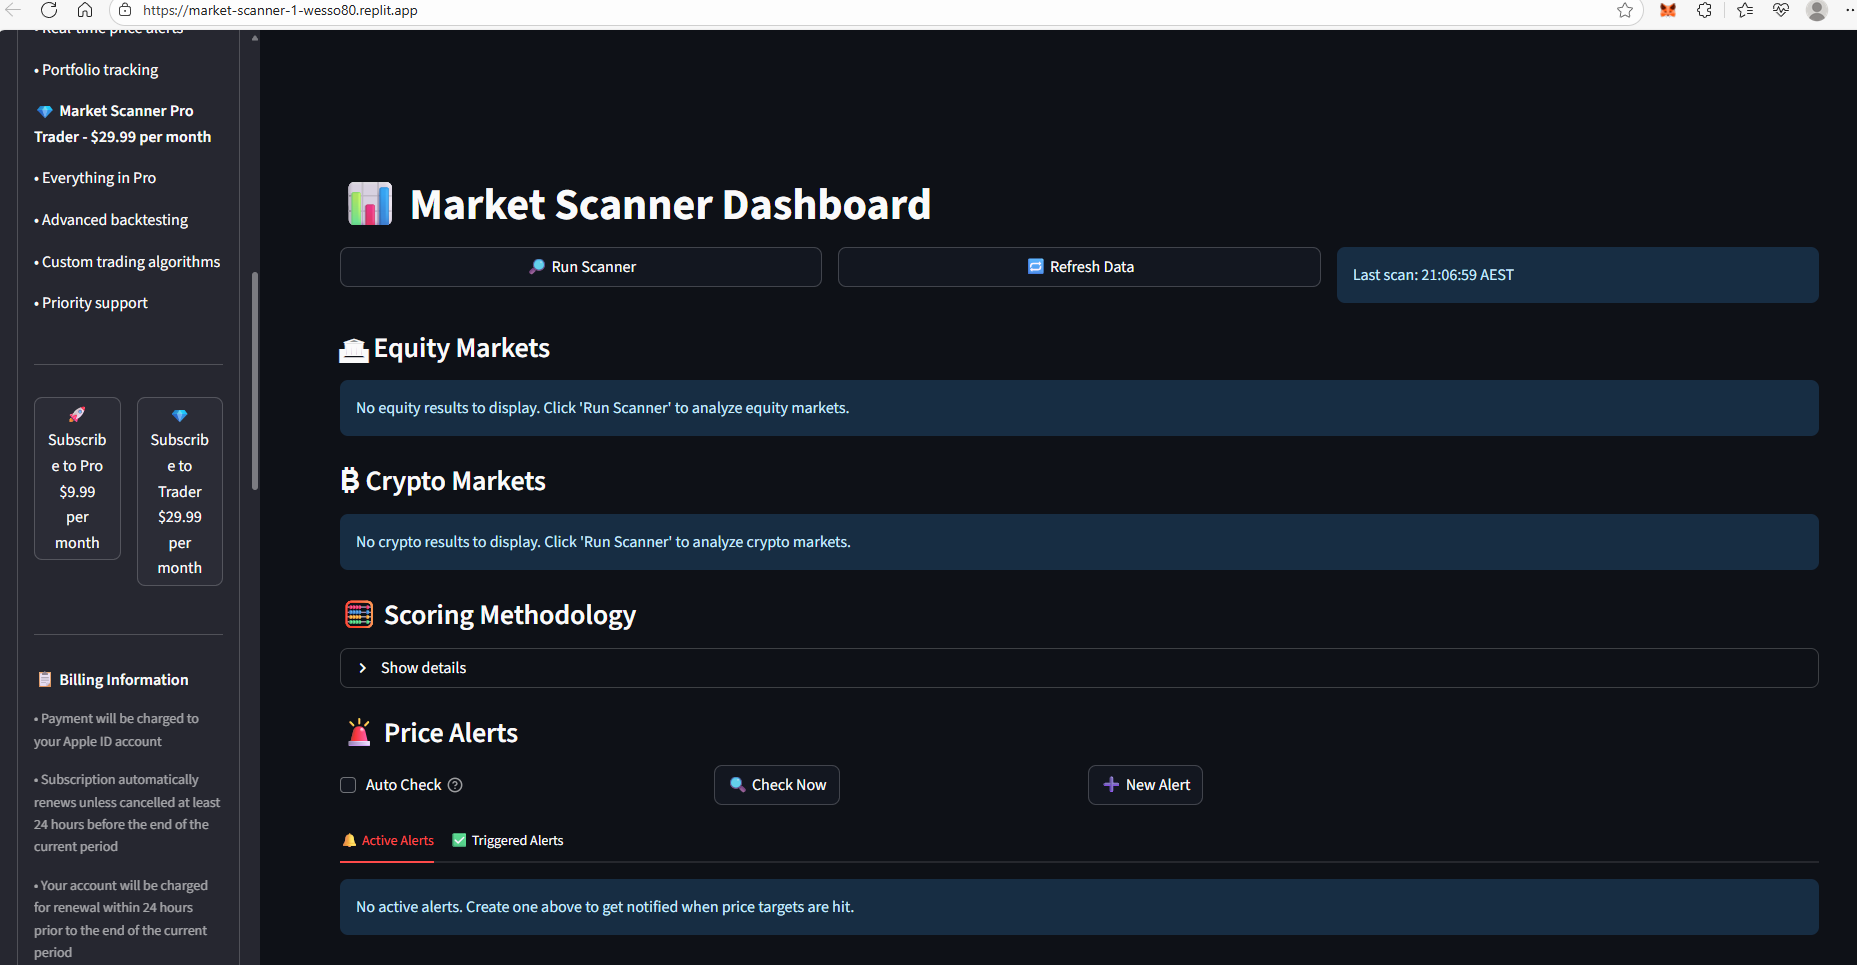 https://market-scanner-1-wesso80.replit.app
• Real-time price alerts
• Portfolio tracking
💎 Market Scanner Pro
Trader - $29.99 per month
• Everything in Pro
• Advanced backtesting
• Custom trading algorithms
• Priority support
🚀
Subscrib
e to Pro
$9.99
per
month
💎
Subscrib
e to
Trader
$29.99
per
month
📋 Billing Information
• Payment will be charged to
your Apple ID account
• Subscription automatically
renews unless cancelled at least
24 hours before the end of the
current period
• Your account will be charged
for renewal within 24 hours
prior to the end of the current
period
📊 Market Scanner Dashboard
🔎 Run Scanner
🔁 Refresh Data
Last scan: 21:06:59 AEST
🏛 Equity Markets
No equity results to display. Click 'Run Scanner' to analyze equity markets.
₿ Crypto Markets
No crypto results to display. Click 'Run Scanner' to analyze crypto markets.
🧮 Scoring Methodology
Show details
🚨 Price Alerts
Auto Check
🔍 Check Now
➕ New Alert
🔔 Active Alerts
✅ Triggered Alerts
No active alerts. Create one above to get notified when price targets are hit.